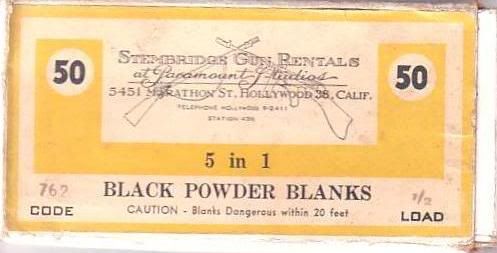 50
STEMBRIDGE GUN RENTALS
at Paramount Studios
5451 MARATHON ST. HOLLYWOOD 38, CALIF.
TELEPHONE HOLLYWOOD 9-2411
STATION 436
50
5 in 1
BLACK POWDER BLANKS
762
CODE
CAUTION - Blanks Dangerous within 20 feet
1/2
LOAD